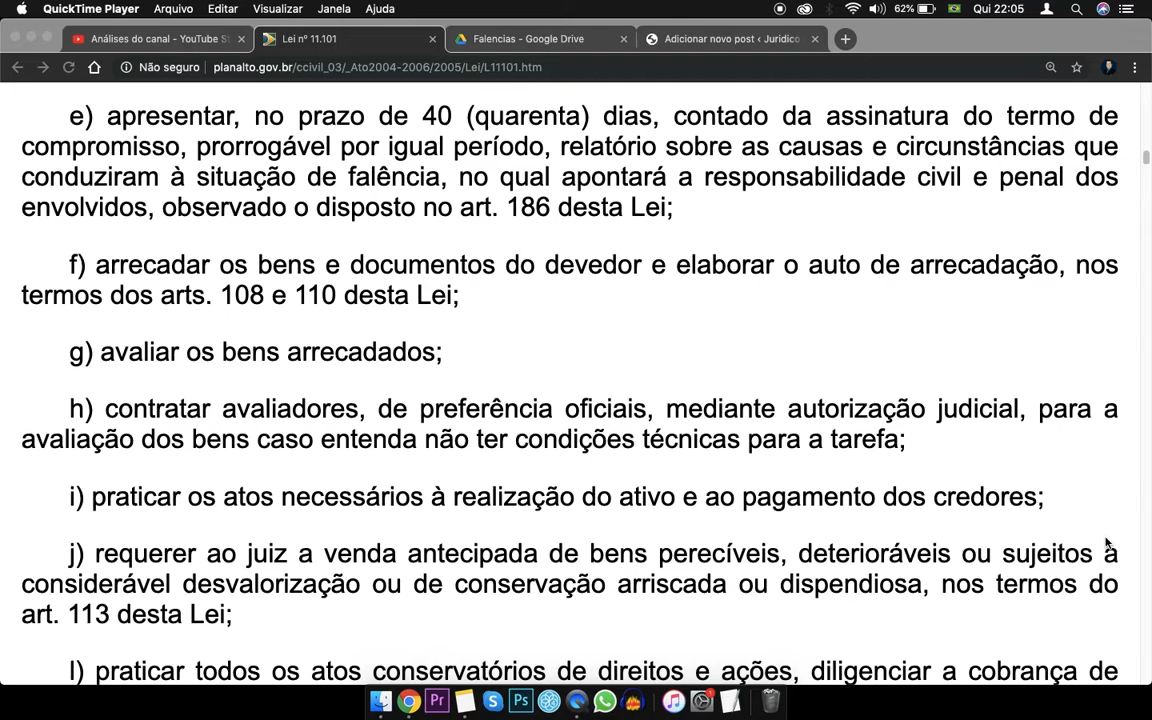 QuickTime Player Arquivo Editar Visualizar Janela Ajuda 62% Qui 22:05
Análises do canal - YouTube S Lei nº 11.101 Falencias - Google Drive Adicionar novo post ‹ Juridico
Não seguro planalto.gov.br/ccivil_03/_Ato2004-2006/2005/Lei/L11101.htm
e) apresentar, no prazo de 40 (quarenta) dias, contado da assinatura do termo de
compromisso, prorrogável por igual período, relatório sobre as causas e circunstâncias que
conduziram à situação de falência, no qual apontará a responsabilidade civil e penal dos
envolvidos, observado o disposto no art. 186 desta Lei;
f) arrecadar os bens e documentos do devedor e elaborar o auto de arrecadação, nos
termos dos arts. 108 e 110 desta Lei;
g) avaliar os bens arrecadados;
h) contratar avaliadores, de preferência oficiais, mediante autorização judicial, para a
avaliação dos bens caso entenda não ter condições técnicas para a tarefa;
i) praticar os atos necessários à realização do ativo e ao pagamento dos credores;
j) requerer ao juiz a venda antecipada de bens perecíveis, deterioráveis ou sujeitos a
considerável desvalorização ou de conservação arriscada ou dispendiosa, nos termos do
art. 113 desta Lei;
l) praticar todos os atos conservatórios de direitos e ações, diligenciar a cobrança de
Pr Ps